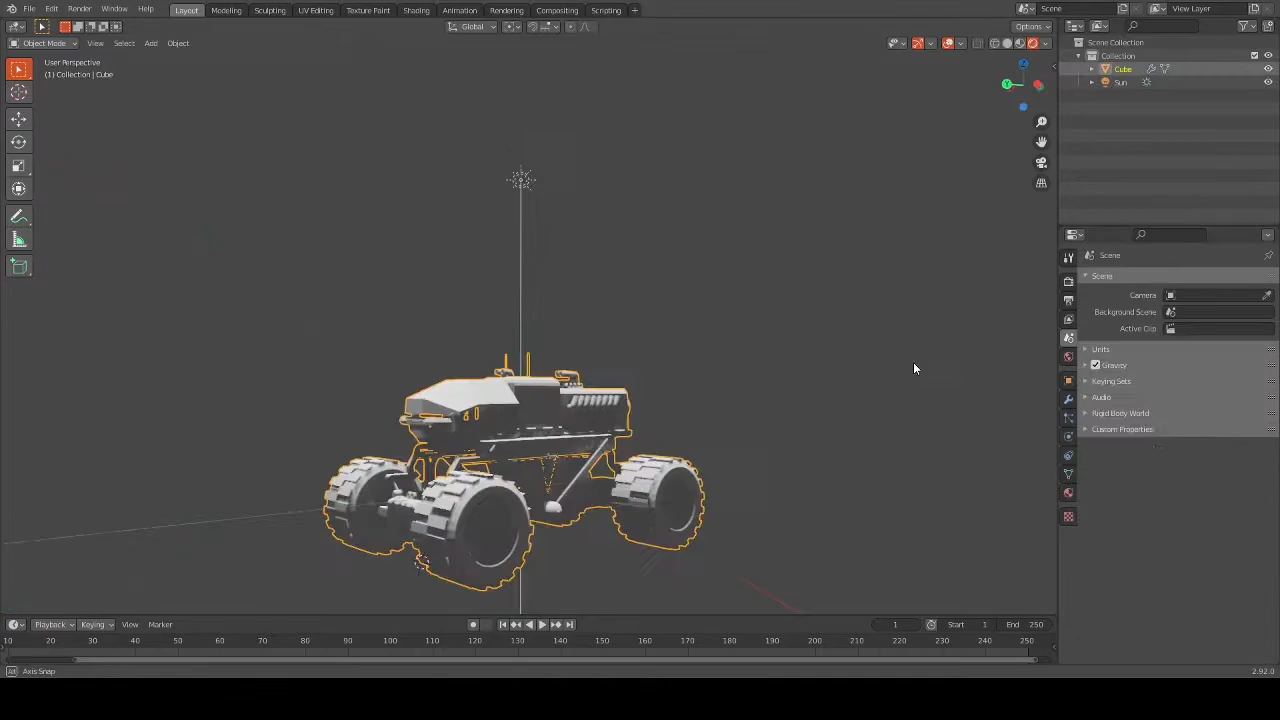 File Edit Render Window Help Layout Modeling Sculpting UV Editing Texture Paint Shading Animation Rendering Compositing Scripting + Scene View Layer
Global Options
Object Mode View Select Add Object
User Perspective
(1) Collection | Cube
Scene Collection
Collection
Cube
Sun
Scene
Scene
Camera
Background Scene
Active Clip
Units
Gravity
Keying Sets
Audio
Rigid Body World
Custom Properties
Playback Keying View Marker 1 Start 1 End 250
10 20 30 40 50 60 70 80 90 100 110 120 130 140 150 160 170 180 190 200 210 220 230 240 250
Axis Snap 2.92.0